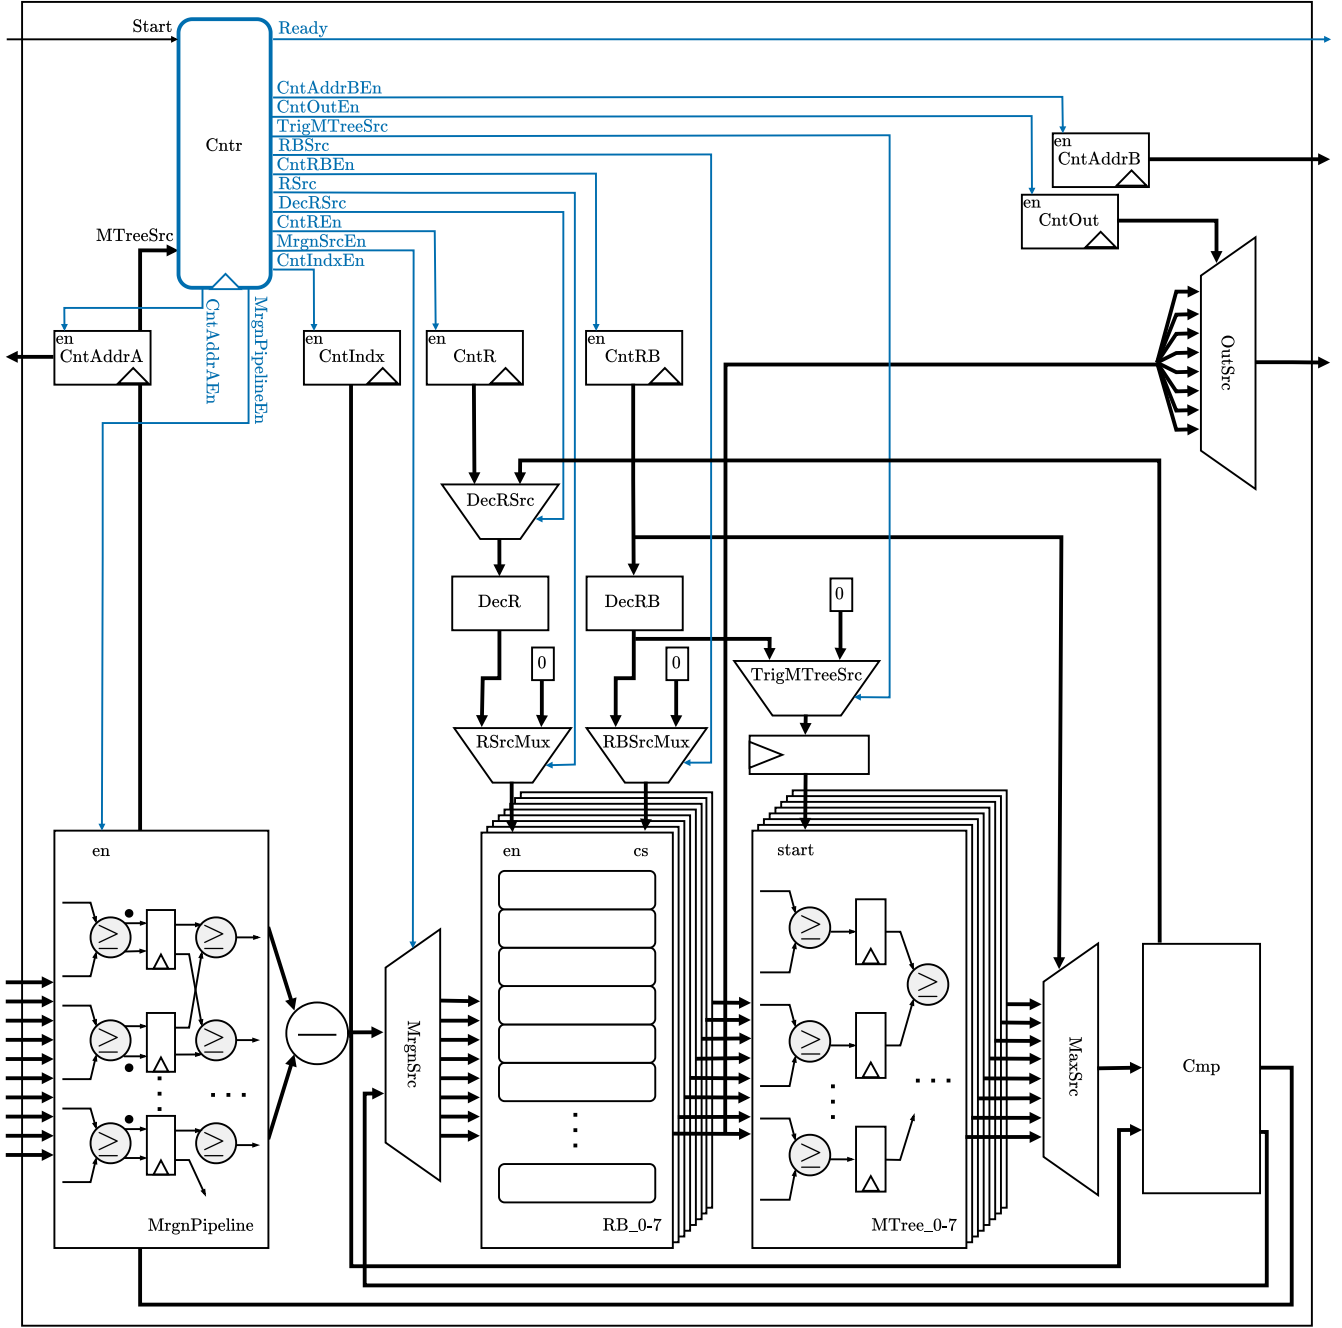 Start
Ready
CntAddrBEn
CntOutEn
TrigMTreeSrc
RBSrc
CntRBEn
RSrc
DecRSrc
CntREn
MrgnSrcEn
CntIndxEn
Cntr
MTreeSrc
en
CntAddrB
en
CntOut
CntAddrAEn
MrgnPipelineEn
en
CntAddrA
en
CntIndx
en
CntR
en
CntRB
OutSrc
DecRSrc
DecR
DecRB
0
0
0
TrigMTreeSrc
RSrcMux
RBSrcMux
en
en
cs
start
≥
≥
≥
≥
≥
≥
≥
≥
≥
≥
MrgnSrc
MaxSrc
Cmp
MrgnPipeline
RB_0-7
MTree_0-7